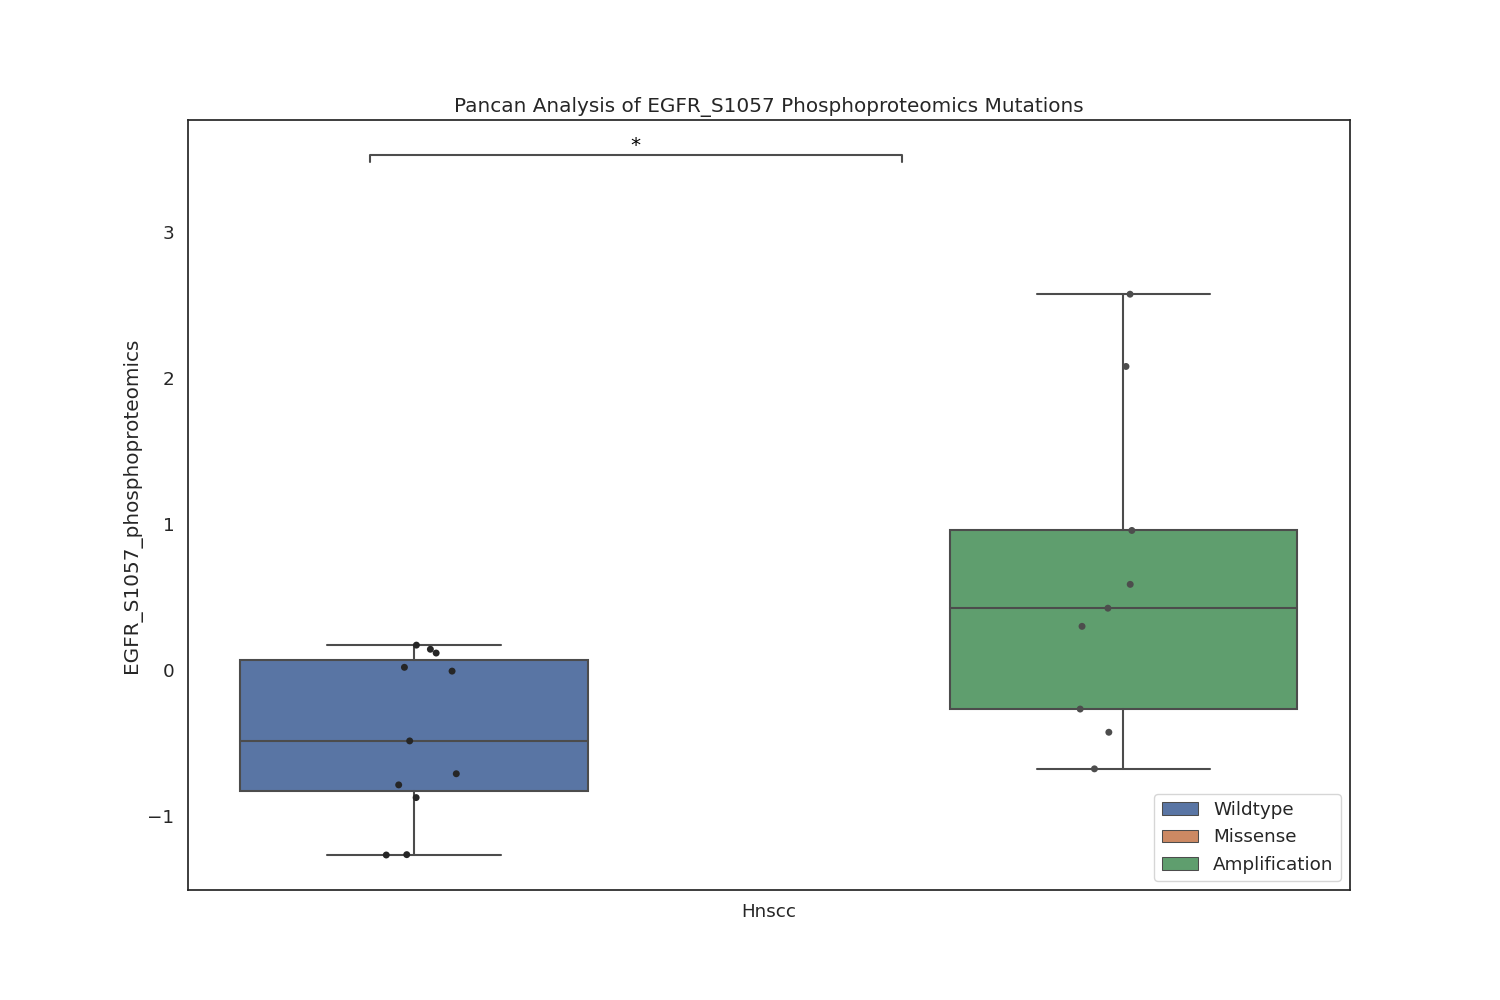 Pancan Analysis of EGFR_S1057 Phosphoproteomics Mutations
*
EGFR_S1057_phosphoproteomics
3
2
1
0
−1
Wildtype
Missense
Amplification
Hnscc